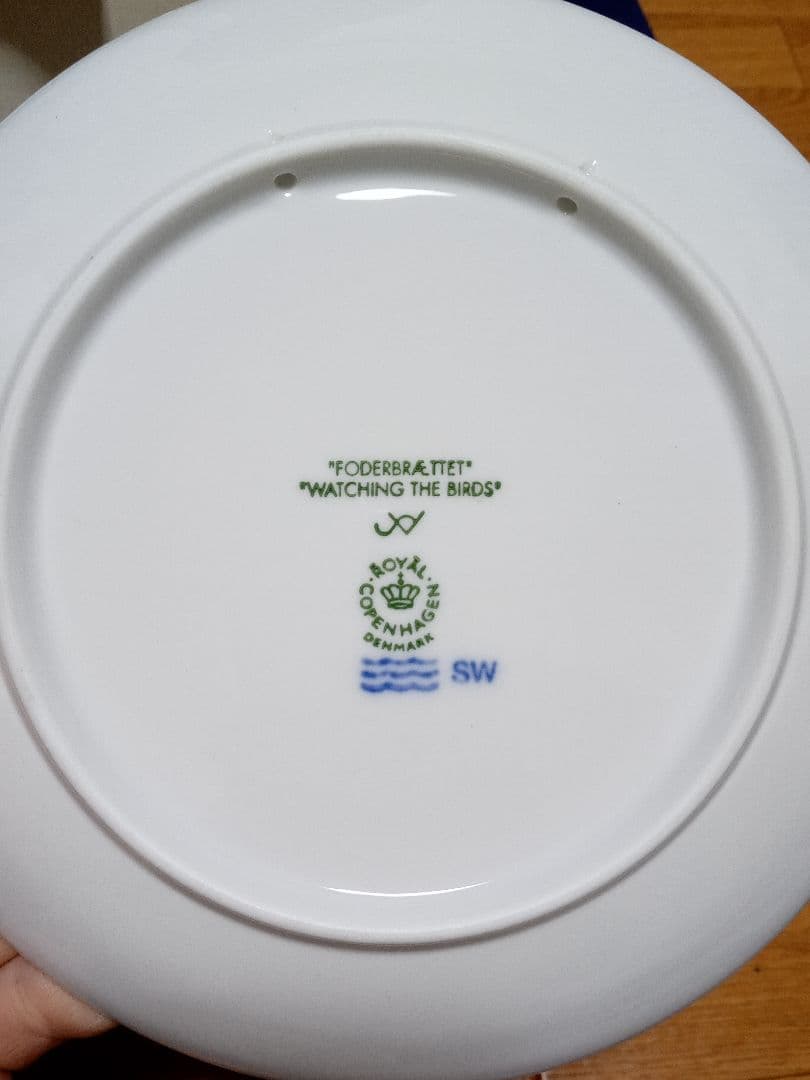 "FODERBRÆTTET"
"WATCHING THE BIRDS"
ROYAL
COPENHAGEN
DENMARK
SW